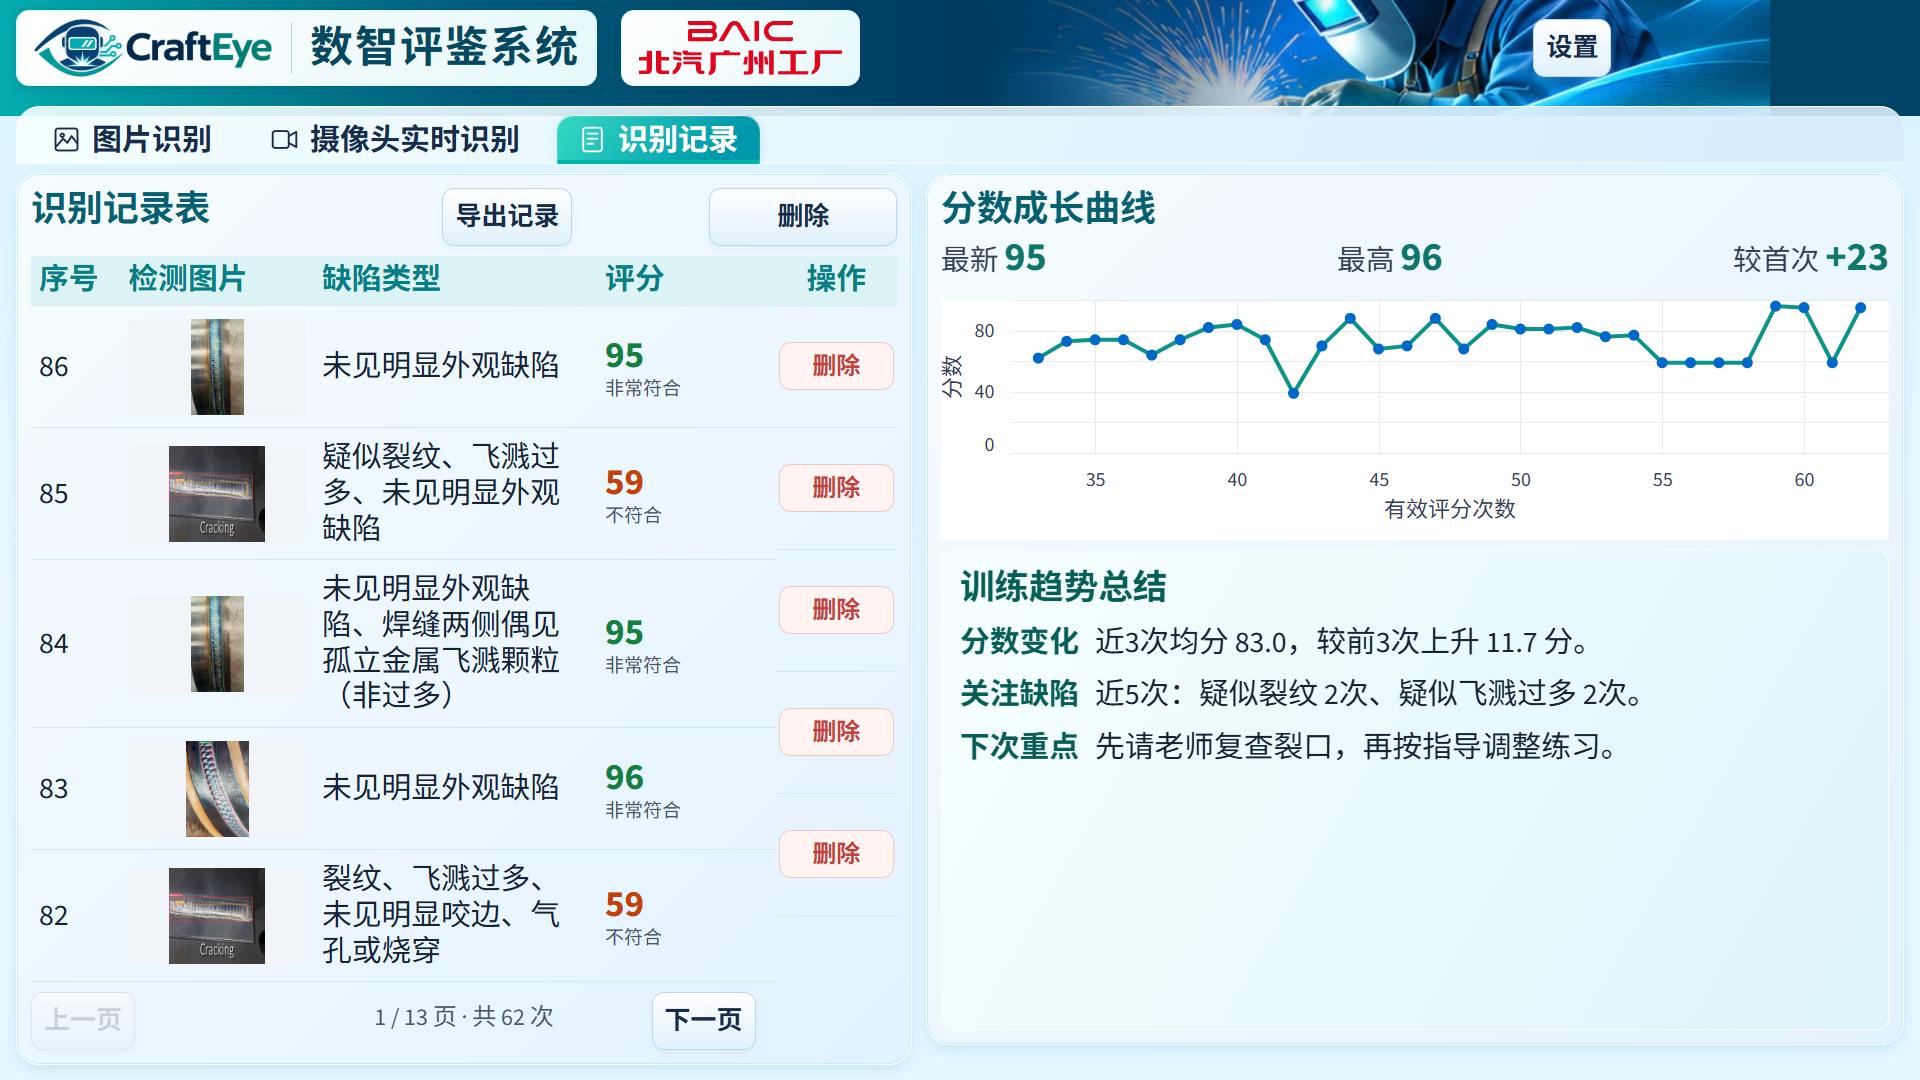 CraftEye 数智评鉴系统
BAIC
北汽广州工厂
设置
图片识别
摄像头实时识别
识别记录
识别记录表
导出记录
删除
序号 检测图片 缺陷类型 评分 操作
86 未见明显外观缺陷 95 删除
非常符合
85 疑似裂纹、飞溅过
多、未见明显外观
缺陷
59
不符合
删除
Cracking
84 未见明显外观缺
陷、焊缝两侧偶见
孤立金属飞溅颗粒
（非过多）
95
非常符合
删除
83 未见明显外观缺陷 96
非常符合
删除
82 裂纹、飞溅过多、
未见明显咬边、气
孔或烧穿
59
不符合
删除
Cracking
上一页
1 / 13 页 · 共 62 次
下一页
分数成长曲线
最新 95
最高 96
较首次 +23
分数
80
40
0
35 40 45 50 55 60
有效评分次数
训练趋势总结
分数变化 近3次均分 83.0，较前3次上升 11.7 分。
关注缺陷 近5次：疑似裂纹 2次、疑似飞溅过多 2次。
下次重点 先请老师复查裂口，再按指导调整练习。